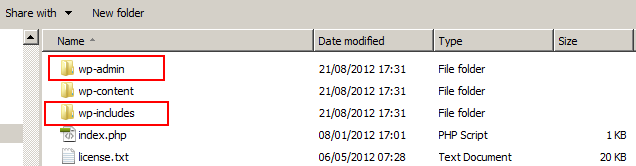 Share with New folder
Name Date modified Type Size
wp-admin 21/08/2012 17:31 File folder
wp-content 21/08/2012 17:31 File folder
wp-includes 21/08/2012 17:31 File folder
index.php 08/01/2012 17:01 PHP Script 1 KB
license.txt 06/05/2012 07:28 Text Document 20 KB